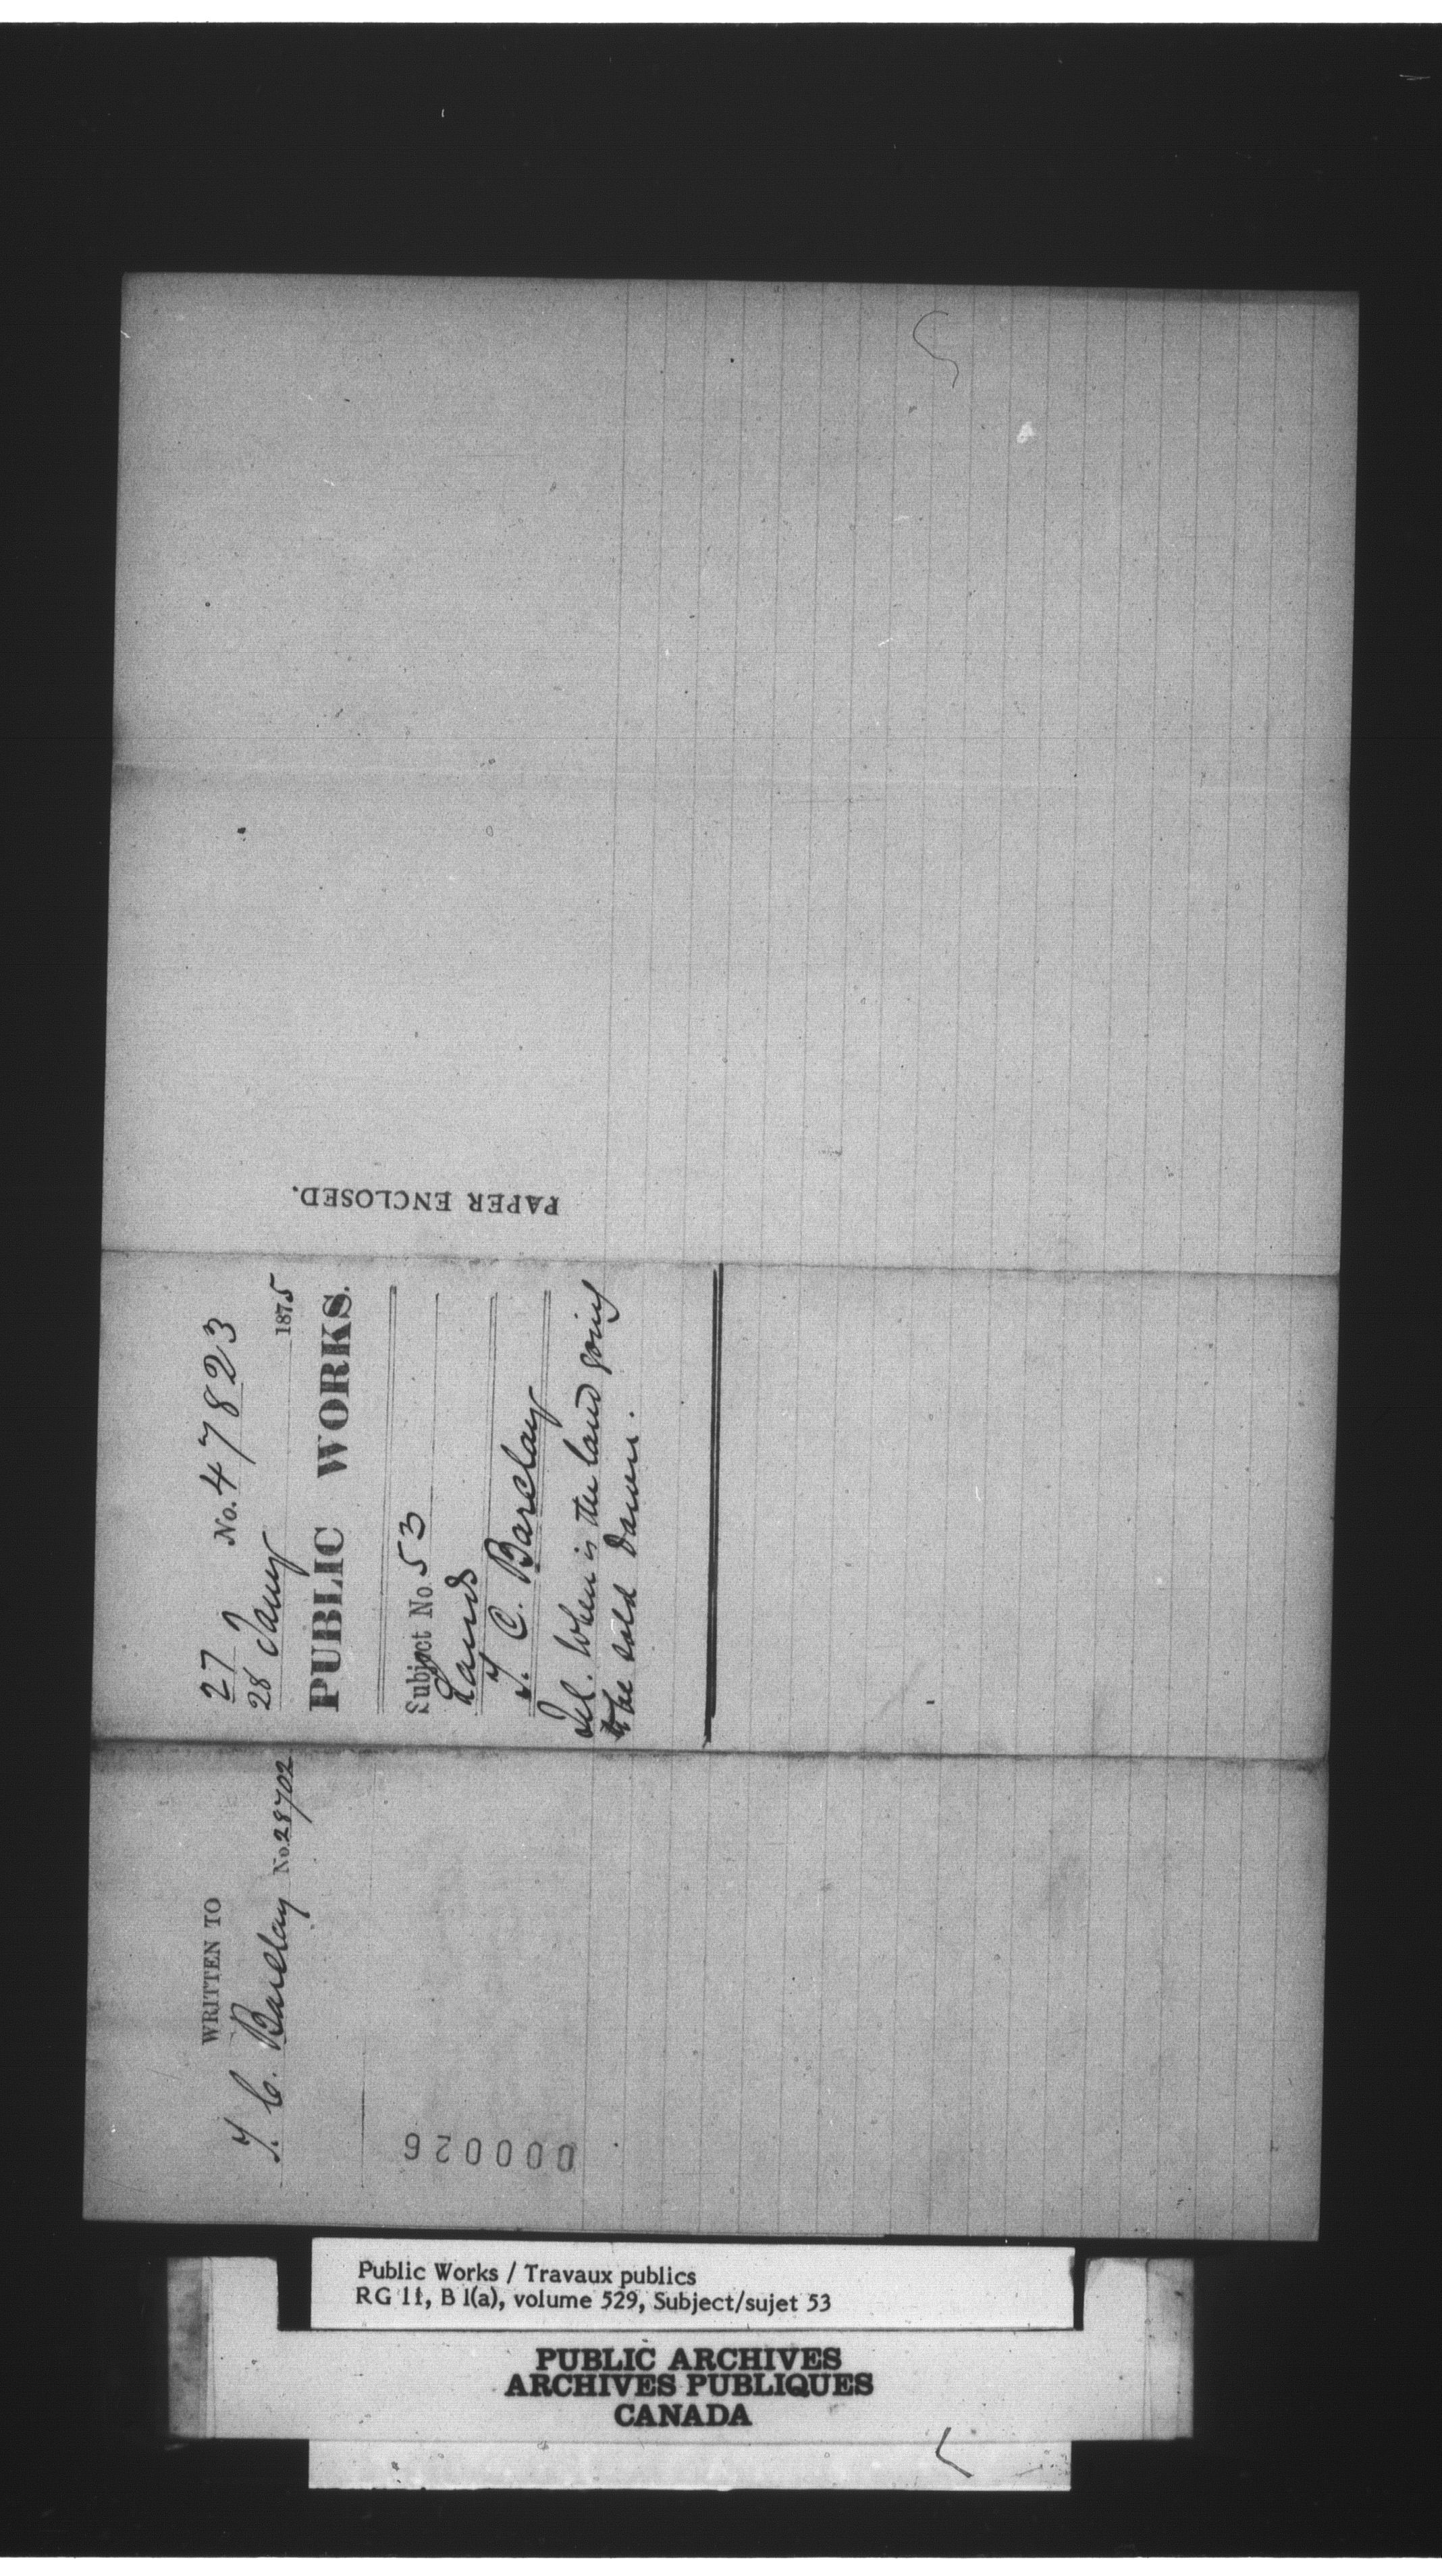 PAPER ENCLOSED.
27 No. 47823
28 Jany 1875
PUBLIC WORKS.
Subject No. 53
Lands
T. C. Barclay
Tel. When is the land going
to be sold
WRITTEN TO
T. C. Barclay No. 28702
000026
Public Works / Travaux publics
RG 11, B 1(a), volume 529, Subject/sujet 53
PUBLIC ARCHIVES
ARCHIVES PUBLIQUES
CANADA